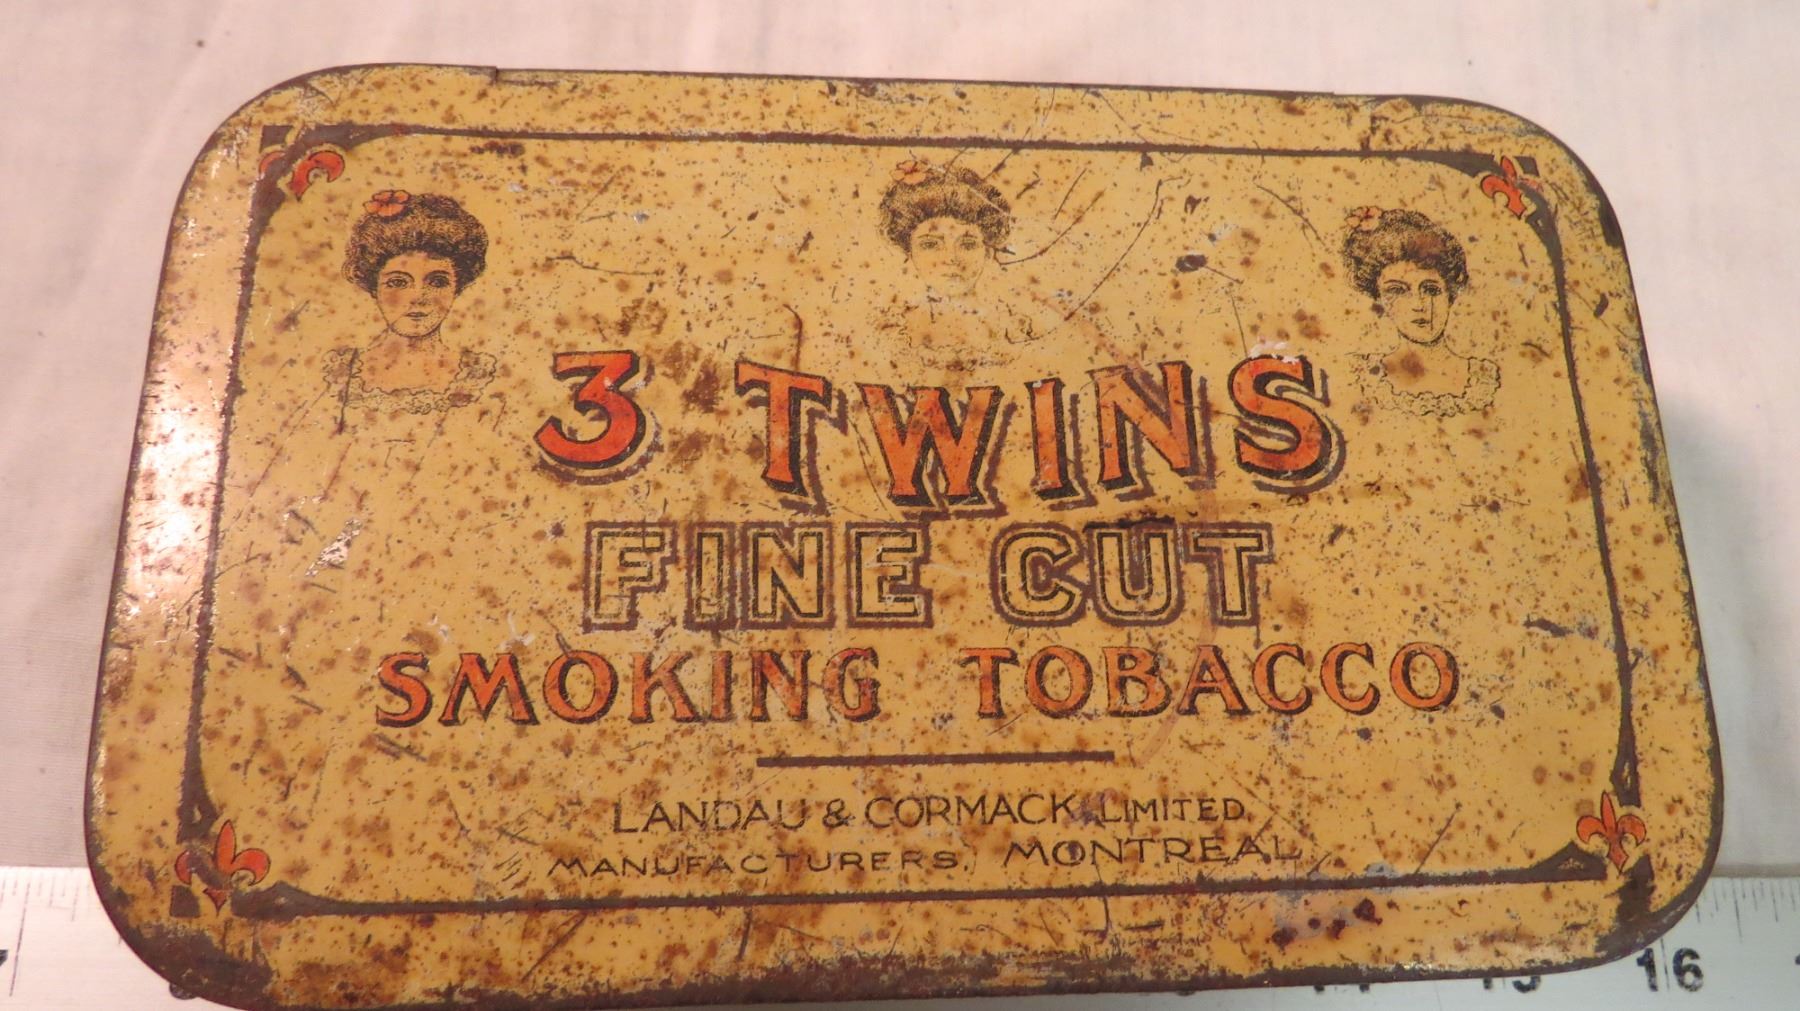 3 TWINS
FINE CUT
SMOKING TOBACCO
LANDAU & CORMACK LIMITED
MANUFACTURERS, MONTREAL
16